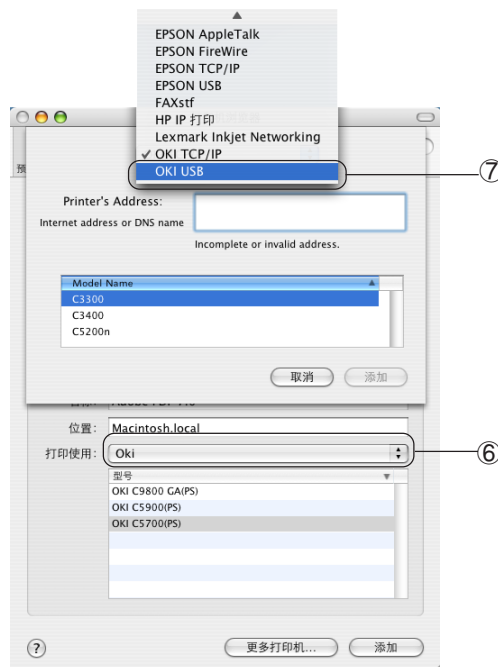 EPSON AppleTalk
EPSON FireWire
EPSON TCP/IP
EPSON USB
FAXstf
HP IP 打印
Lexmark Inkjet Networking
✓ OKI TCP/IP
OKI USB
⑦
预
Printer's Address:
Internet address or DNS name
Incomplete or invalid address.
Model Name
C3300
C3400
C5200n
取消 添加
位置: Macintosh.local
打印使用: Oki
⑥
型号
OKI C9800 GA(PS)
OKI C5900(PS)
OKI C5700(PS)
? 更多打印机... 添加